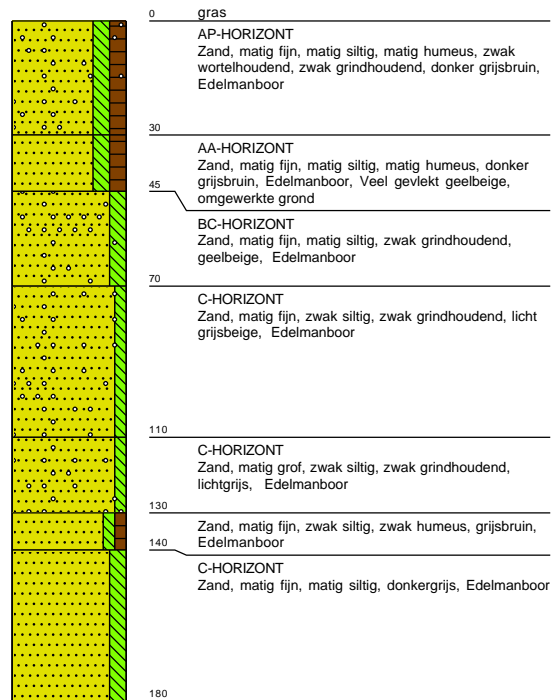 0 gras
AP-HORIZONT
Zand, matig fijn, matig siltig, matig humeus, zwak
wortelhoudend, zwak grindhoudend, donker grijsbruin,
Edelmanboor
30
AA-HORIZONT
Zand, matig fijn, matig siltig, matig humeus, donker
grijsbruin, Edelmanboor, Veel gevlekt geelbeige,
omgewerkte grond
45
BC-HORIZONT
Zand, matig fijn, matig siltig, zwak grindhoudend,
geelbeige, Edelmanboor
70
C-HORIZONT
Zand, matig fijn, zwak siltig, zwak grindhoudend, licht
grijsbeige, Edelmanboor
110
C-HORIZONT
Zand, matig grof, zwak siltig, zwak grindhoudend,
lichtgrijs, Edelmanboor
130
Zand, matig fijn, zwak siltig, zwak humeus, grijsbruin,
Edelmanboor
140
C-HORIZONT
Zand, matig fijn, matig siltig, donkergrijs, Edelmanboor
180